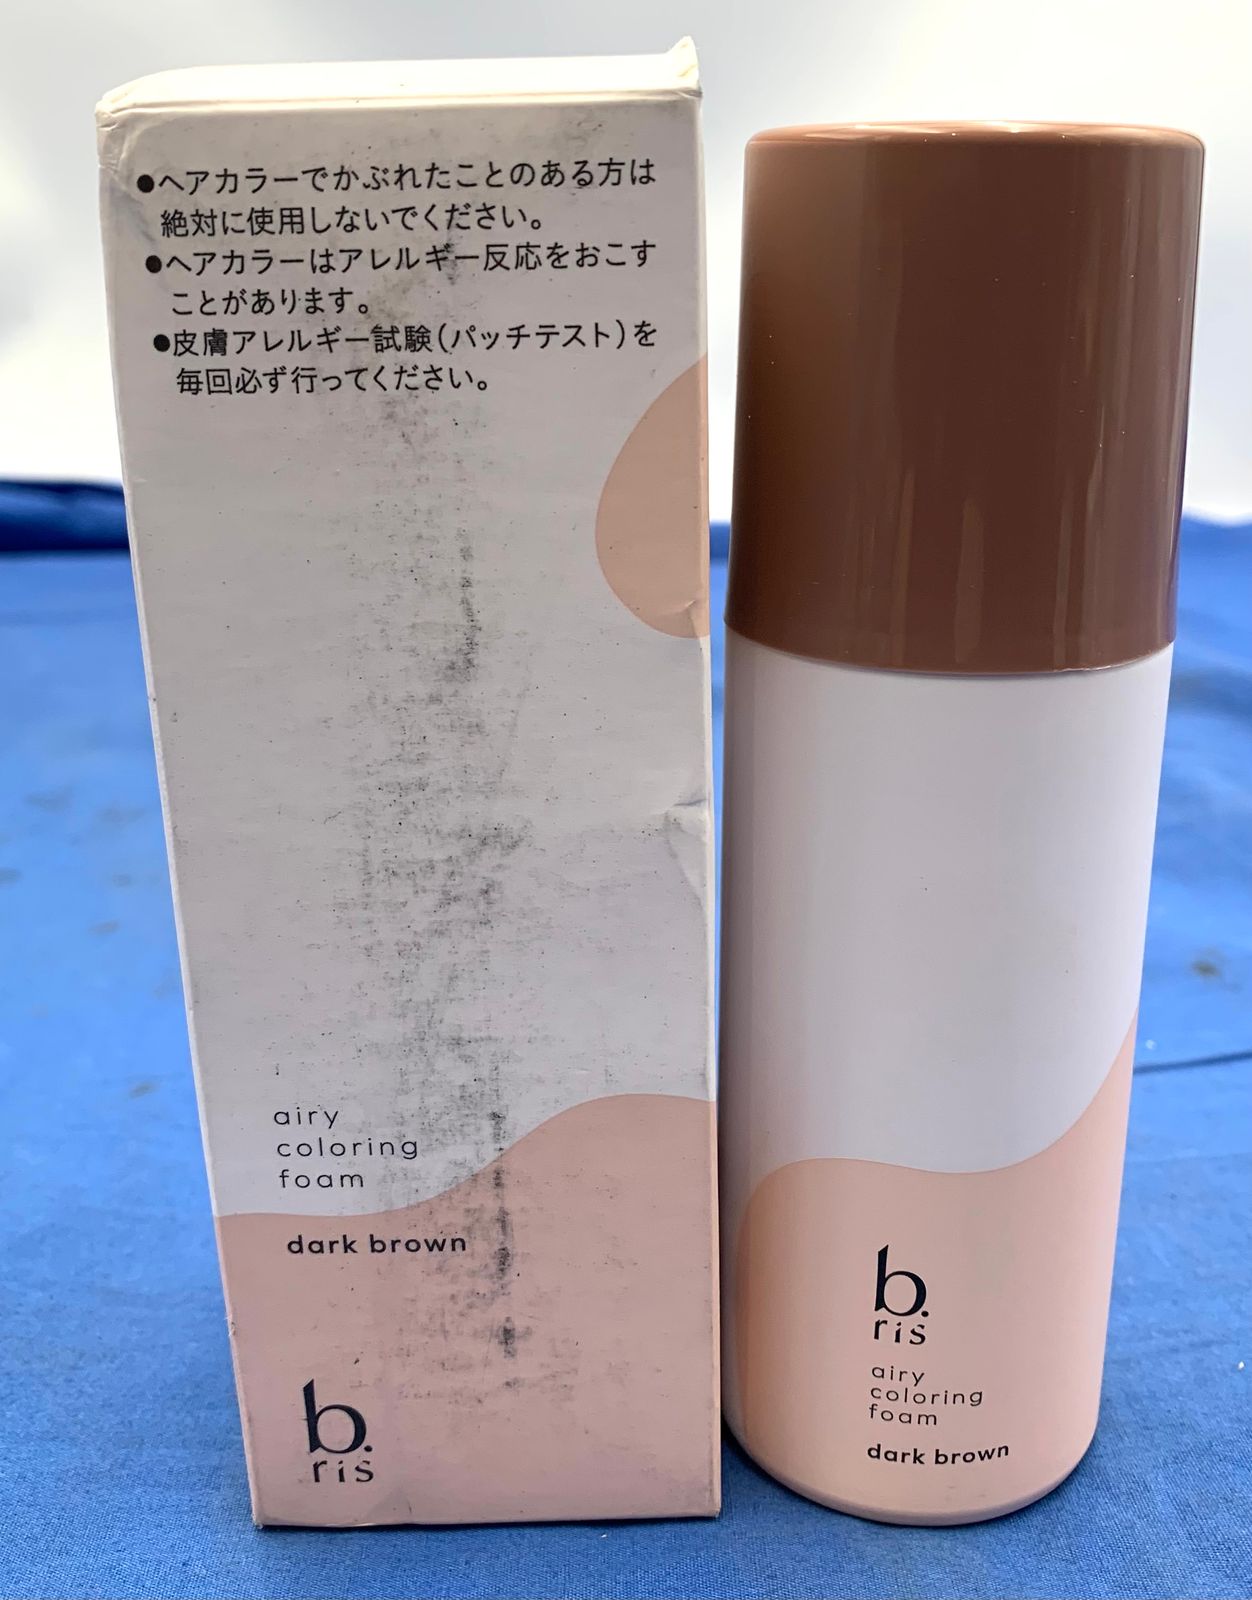 ●ヘアカラーでかぶれたことのある方は
絶対に使用しないでください。
●ヘアカラーはアレルギー反応をおこす
ことがあります。
●皮膚アレルギー試験(パッチテスト)を
毎回必ず行ってください。
airy
coloring
foam
dark brown
b.
ris
b.
ris
airy
coloring
foam
dark brown